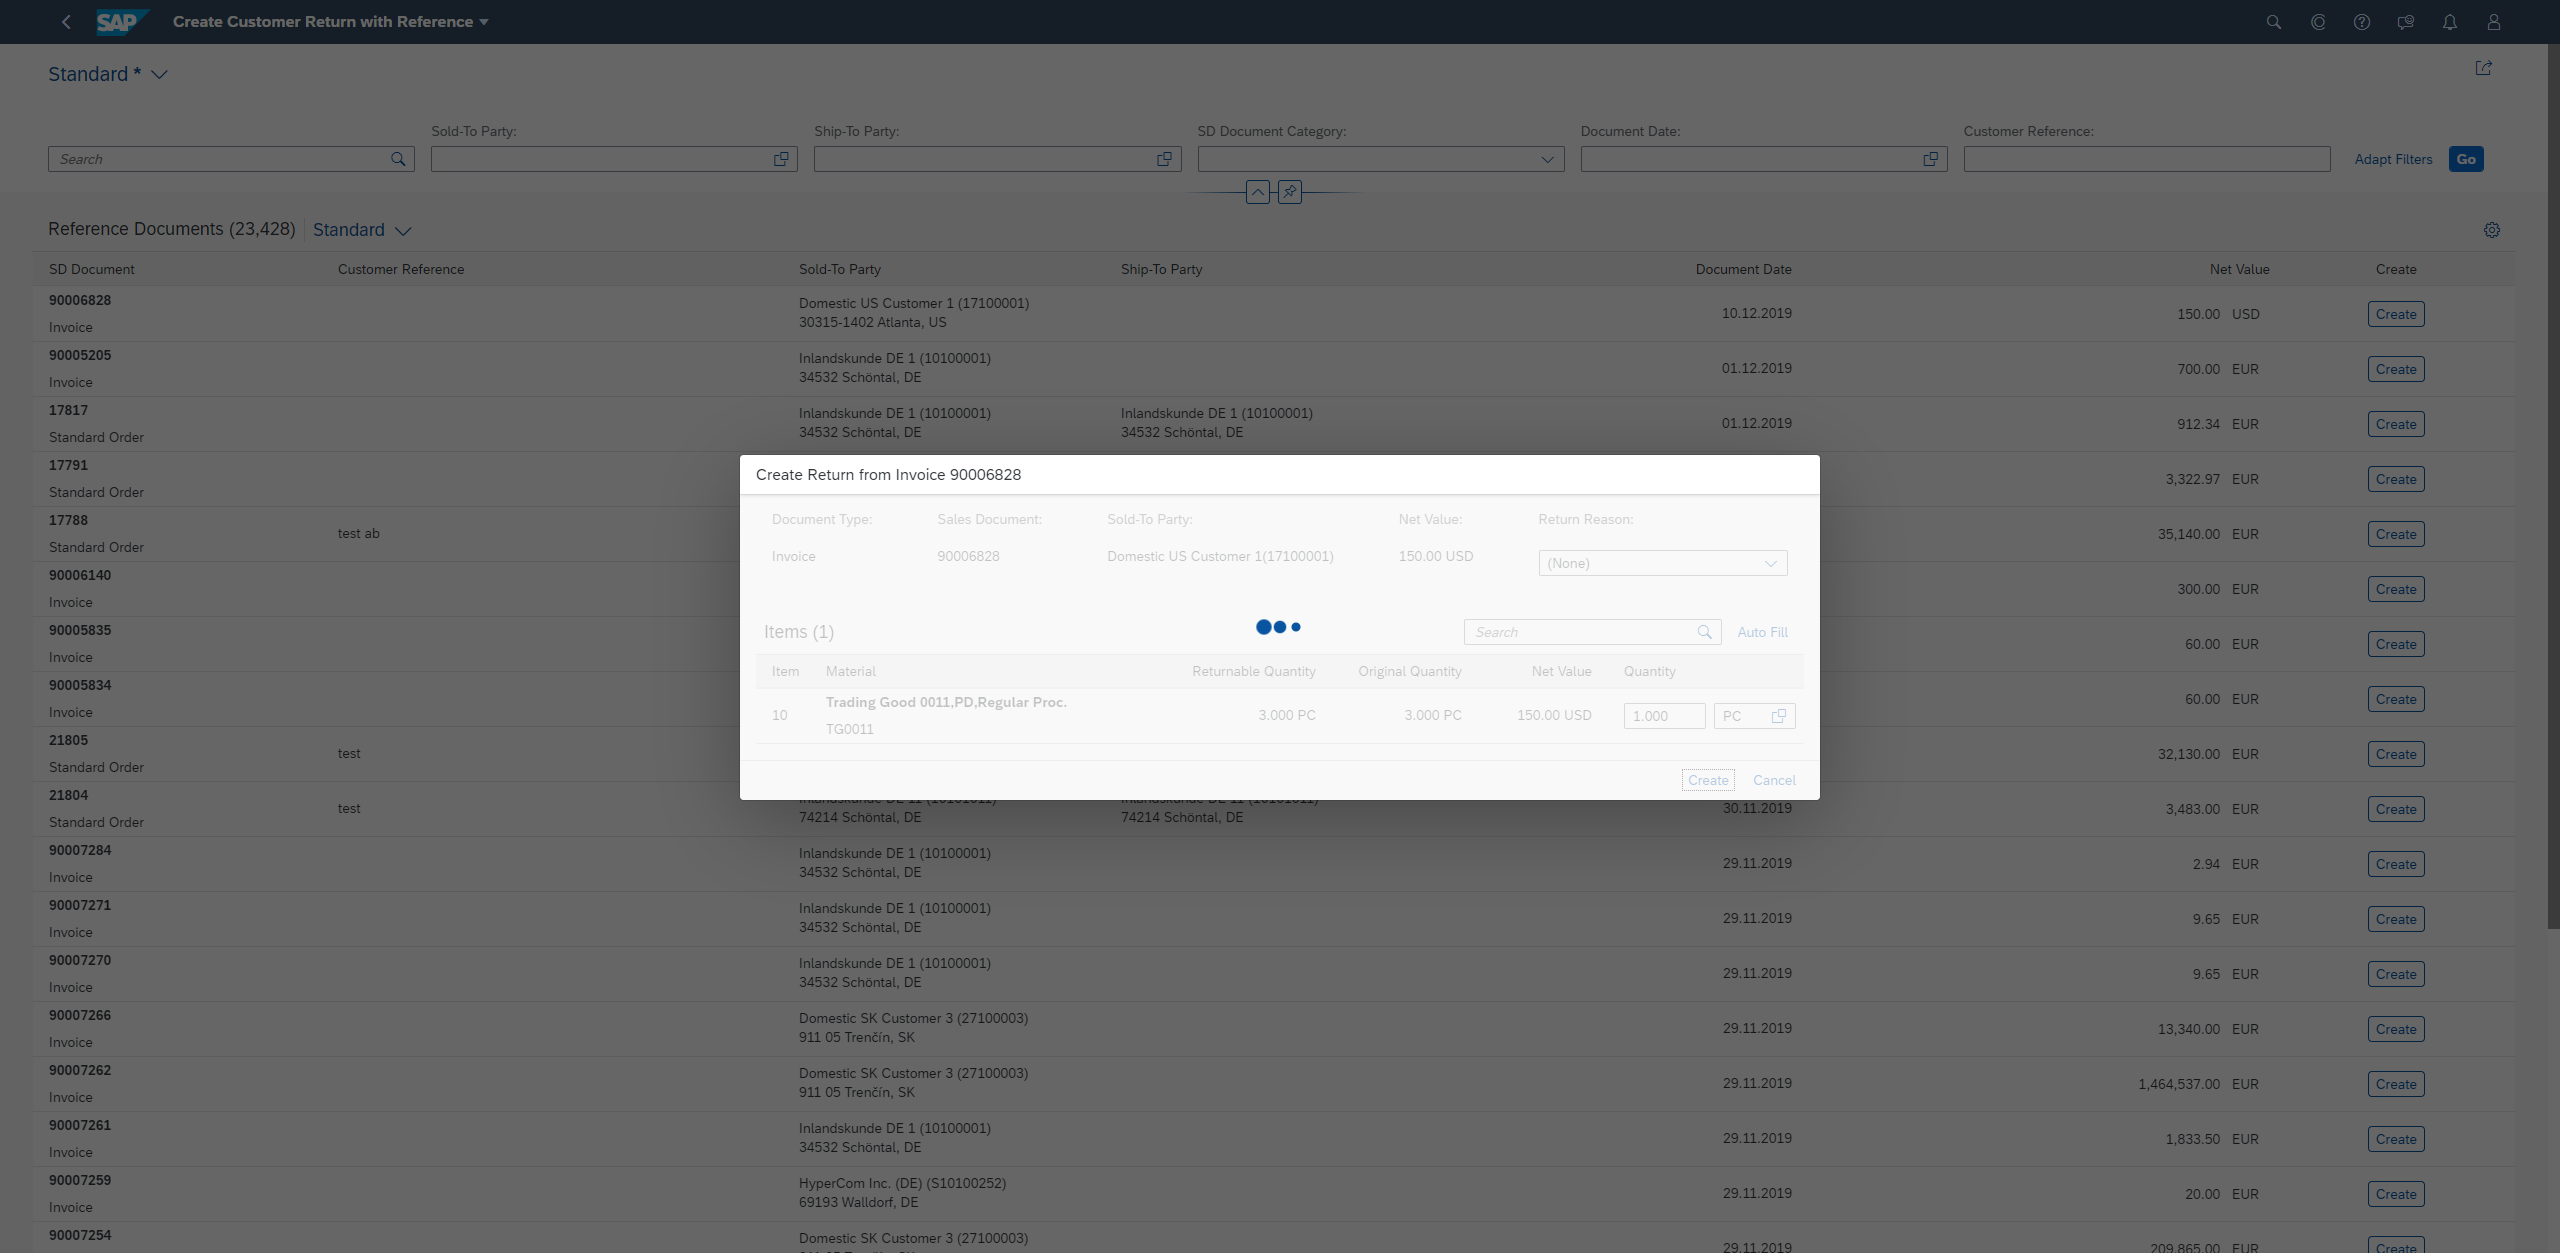 SAP Create Customer Return with Reference
Standard *
Sold-To Party: Ship-To Party: SD Document Category: Document Date: Customer Reference:
Search Adapt Filters Go
Reference Documents (23,428) Standard
SD Document Customer Reference Sold-To Party Ship-To Party Document Date Net Value Create
90006828
Invoice
Domestic US Customer 1 (17100001)
30315-1402 Atlanta, US
10.12.2019 150.00 USD Create
90005205
Invoice
Inlandskunde DE 1 (10100001)
34532 Schöntal, DE
01.12.2019 700.00 EUR Create
17817
Standard Order
Inlandskunde DE 1 (10100001)
34532 Schöntal, DE
Inlandskunde DE 1 (10100001)
34532 Schöntal, DE
01.12.2019 912.34 EUR Create
17791
Standard Order
3,322.97 EUR Create
17788
Standard Order
test ab
35,140.00 EUR Create
90006140
Invoice
300.00 EUR Create
90005835
Invoice
60.00 EUR Create
90005834
Invoice
60.00 EUR Create
21805
Standard Order
test
32,130.00 EUR Create
21804
Standard Order
test
74214 Schöntal, DE
74214 Schöntal, DE
30.11.2019 3,483.00 EUR Create
90007284
Invoice
Inlandskunde DE 1 (10100001)
34532 Schöntal, DE
29.11.2019 2.94 EUR Create
90007271
Invoice
Inlandskunde DE 1 (10100001)
34532 Schöntal, DE
29.11.2019 9.65 EUR Create
90007270
Invoice
Inlandskunde DE 1 (10100001)
34532 Schöntal, DE
29.11.2019 9.65 EUR Create
90007266
Invoice
Domestic SK Customer 3 (27100003)
911 05 Trenčín, SK
29.11.2019 13,340.00 EUR Create
90007262
Invoice
Domestic SK Customer 3 (27100003)
911 05 Trenčín, SK
29.11.2019 1,464,537.00 EUR Create
90007261
Invoice
Inlandskunde DE 1 (10100001)
34532 Schöntal, DE
29.11.2019 1,833.50 EUR Create
90007259
Invoice
HyperCom Inc. (DE) (S10100252)
69193 Walldorf, DE
29.11.2019 20.00 EUR Create
90007254
Domestic SK Customer 3 (27100003)
29.11.2019 209,865.00 EUR Create
Create Return from Invoice 90006828
Document Type: Sales Document: Sold-To Party: Net Value: Return Reason:
Invoice 90006828 Domestic US Customer 1(17100001) 150.00 USD (None)
Items (1) Search Auto Fill
Item Material Returnable Quantity Original Quantity Net Value Quantity
10 Trading Good 0011,PD,Regular Proc.
TG0011
3.000 PC 3.000 PC 150.00 USD 1.000 PC
Create Cancel